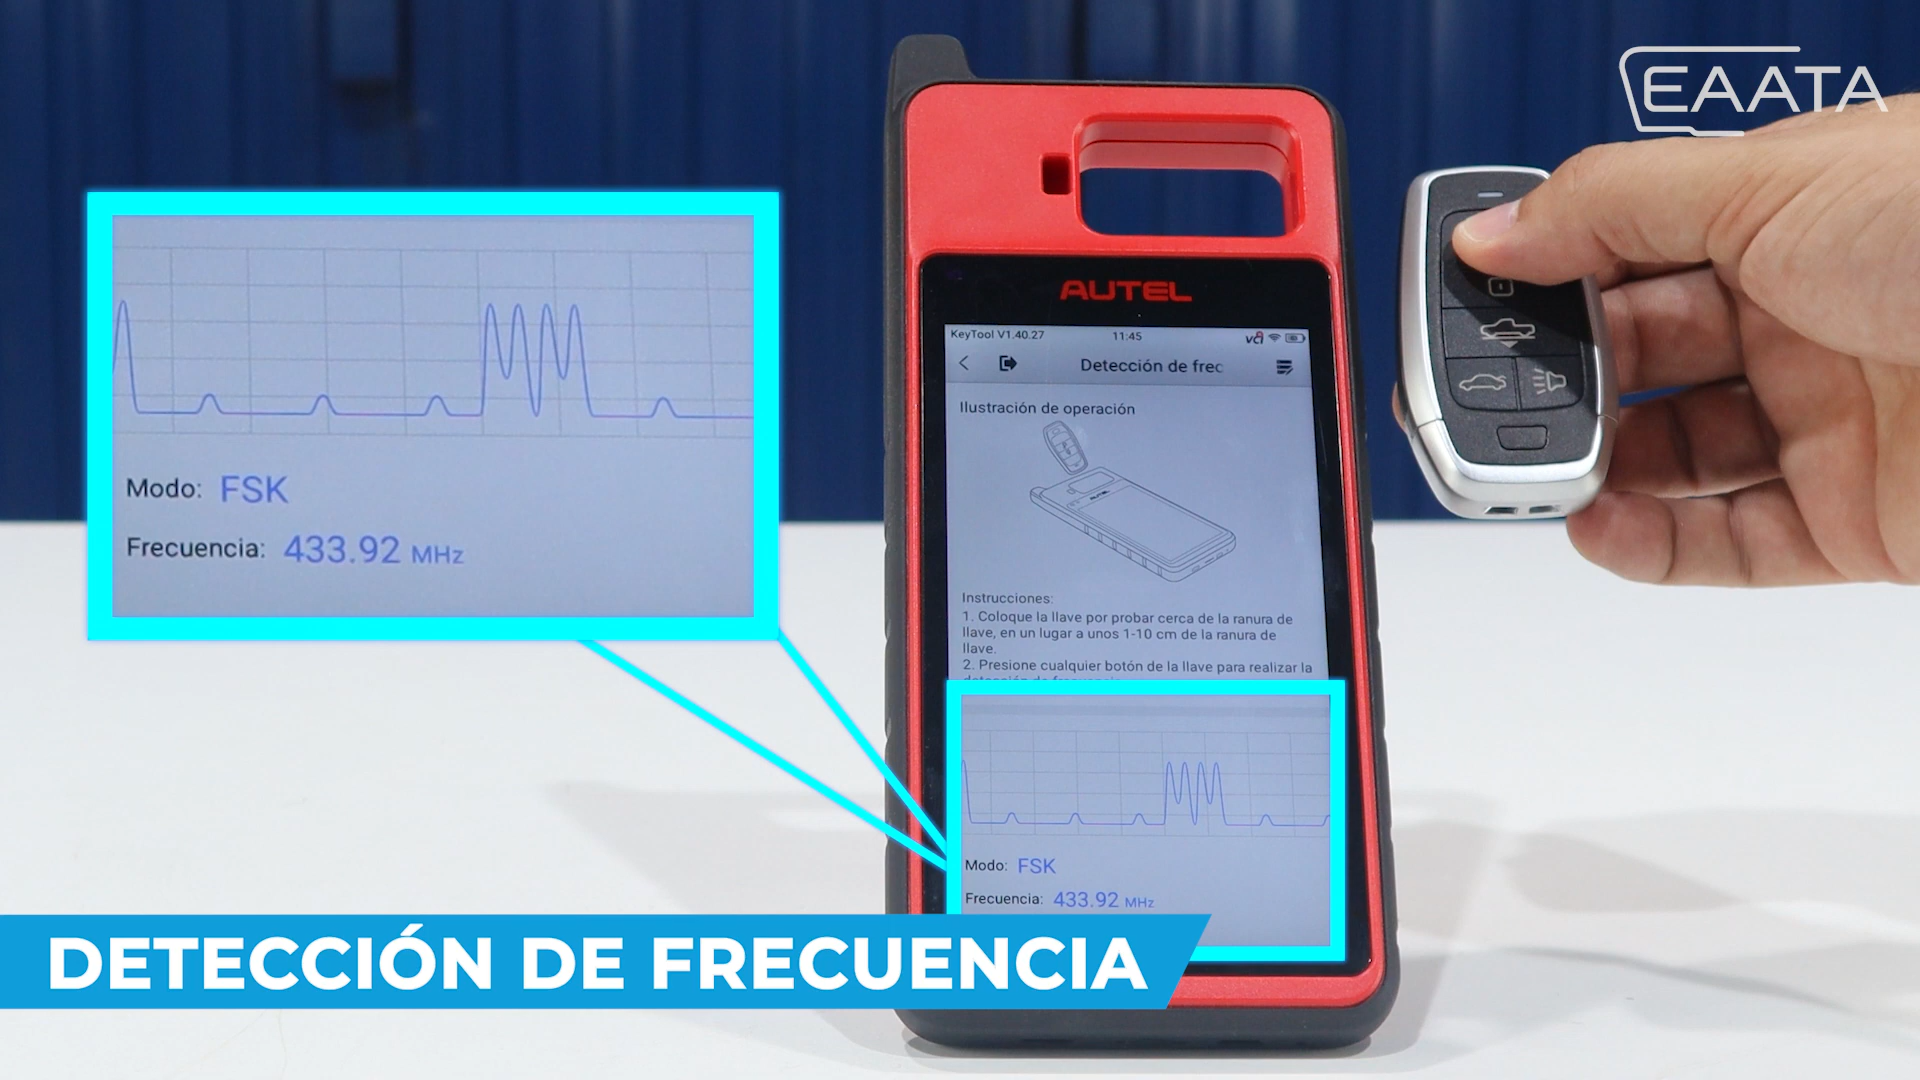 EAATA
AUTEL
KeyTool V1.40.27
11:45
Detección de frec
Ilustración de operación
AUTEL
Instrucciones:
1. Coloque la llave por probar cerca de la ranura de
llave, en un lugar a unos 1-10 cm de la ranura de
llave.
2. Presione cualquier botón de la llave para realizar la
Modo: FSK
Frecuencia: 433.92 MHz
Modo: FSK
Frecuencia: 433.92 MHz
DETECCIÓN DE FRECUENCIA